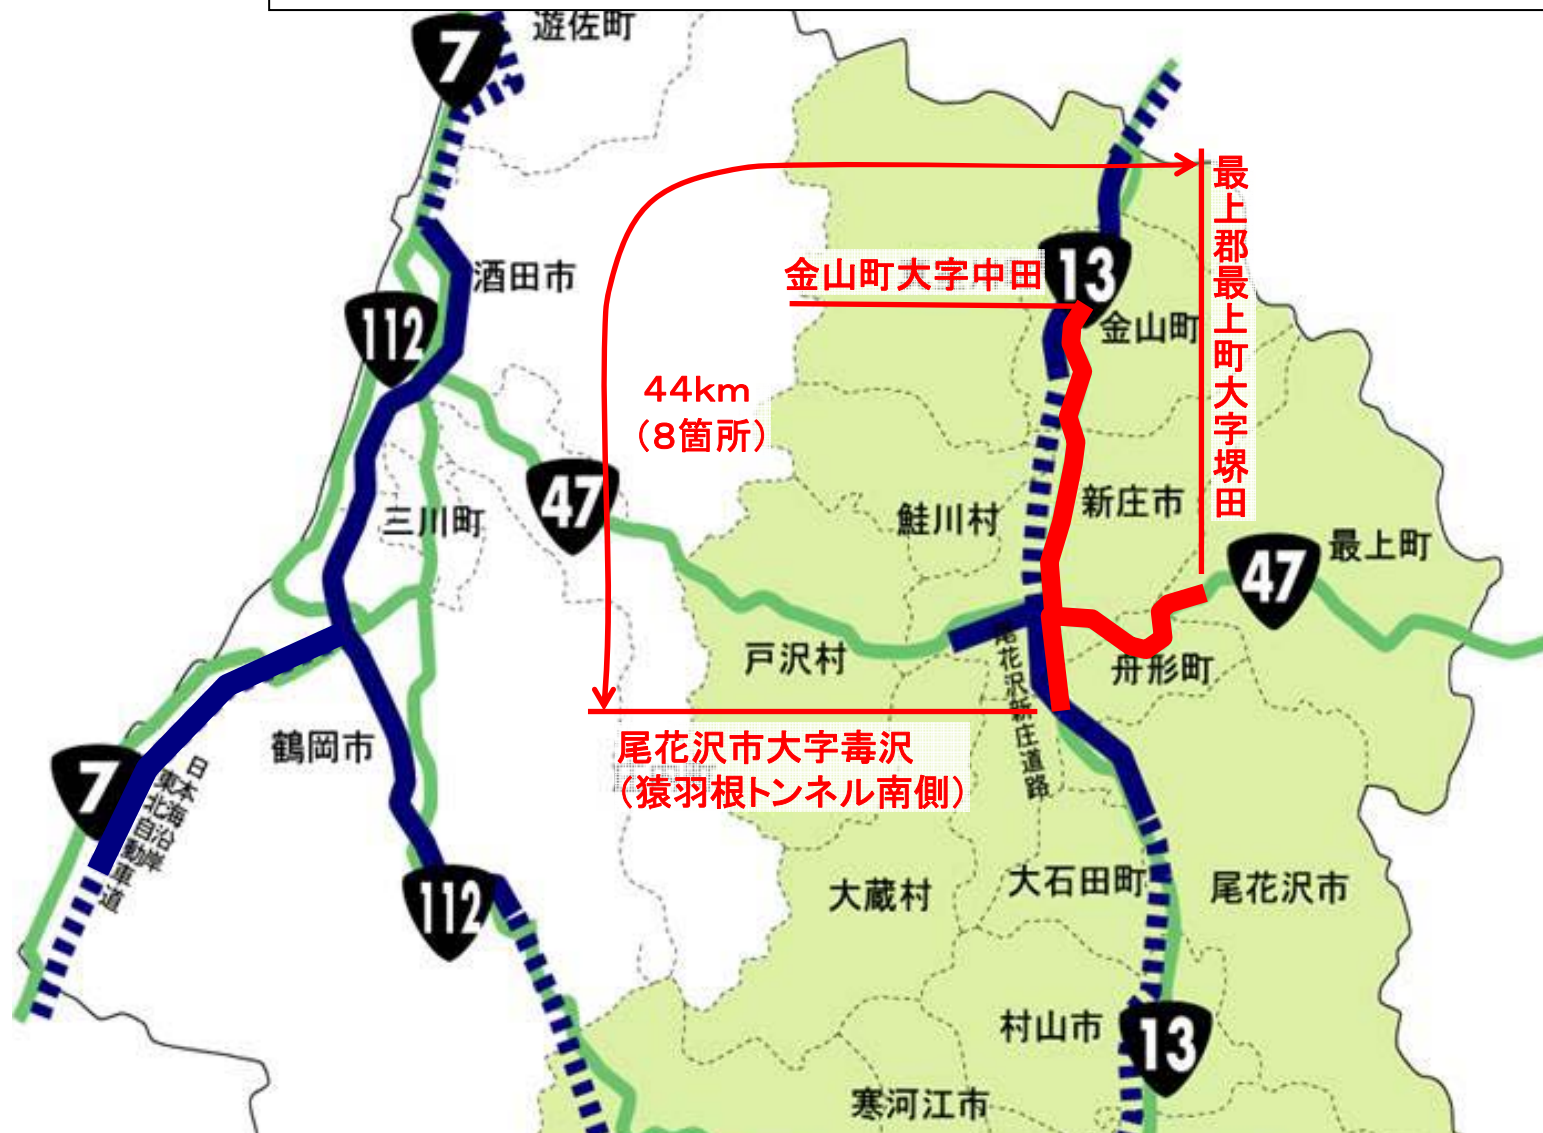 遊佐町
7
最上郡最上町大字堺田
酒田市
金山町大字中田
13
112
金山町
44km
（8箇所）
47
三川町
鮭川村
新庄市
47
最上町
戸沢村
舟形町
尾花沢新庄道路
尾花沢市大字毒沢
（猿羽根トンネル南側）
鶴岡市
7
日本海沿岸
東北自動車道
112
大蔵村
大石田町
尾花沢市
村山市
13
寒河江市